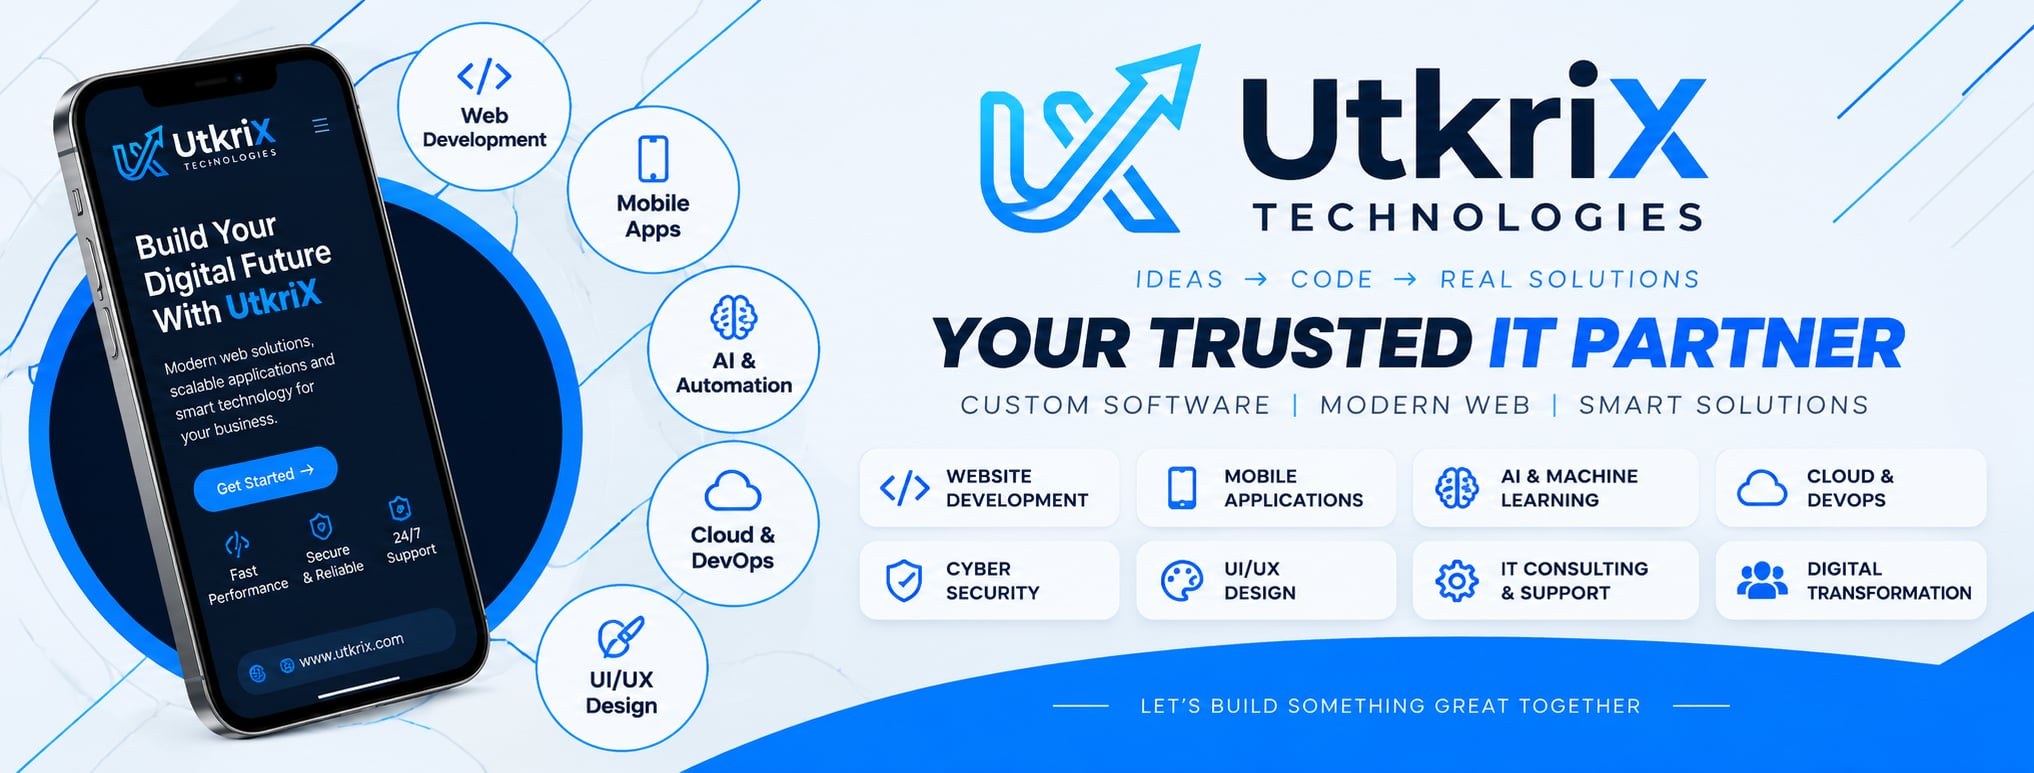 UtkriX
TECHNOLOGIES
Build Your
Digital Future
With UtkriX
Modern web solutions,
scalable applications and
smart technology for
your business.
Get Started →
Fast
Performance
Secure
& Reliable
24/7
Support
www.utkrix.com
</>
Web
Development
Mobile
Apps
AI &
Automation
Cloud &
DevOps
UI/UX
Design
UX
UtkriX
TECHNOLOGIES
IDEAS → CODE → REAL SOLUTIONS
YOUR TRUSTED IT PARTNER
CUSTOM SOFTWARE | MODERN WEB | SMART SOLUTIONS
</>
WEBSITE
DEVELOPMENT
MOBILE
APPLICATIONS
AI & MACHINE
LEARNING
CLOUD &
DEVOPS
CYBER
SECURITY
UI/UX
DESIGN
IT CONSULTING
& SUPPORT
DIGITAL
TRANSFORMATION
LET'S BUILD SOMETHING GREAT TOGETHER